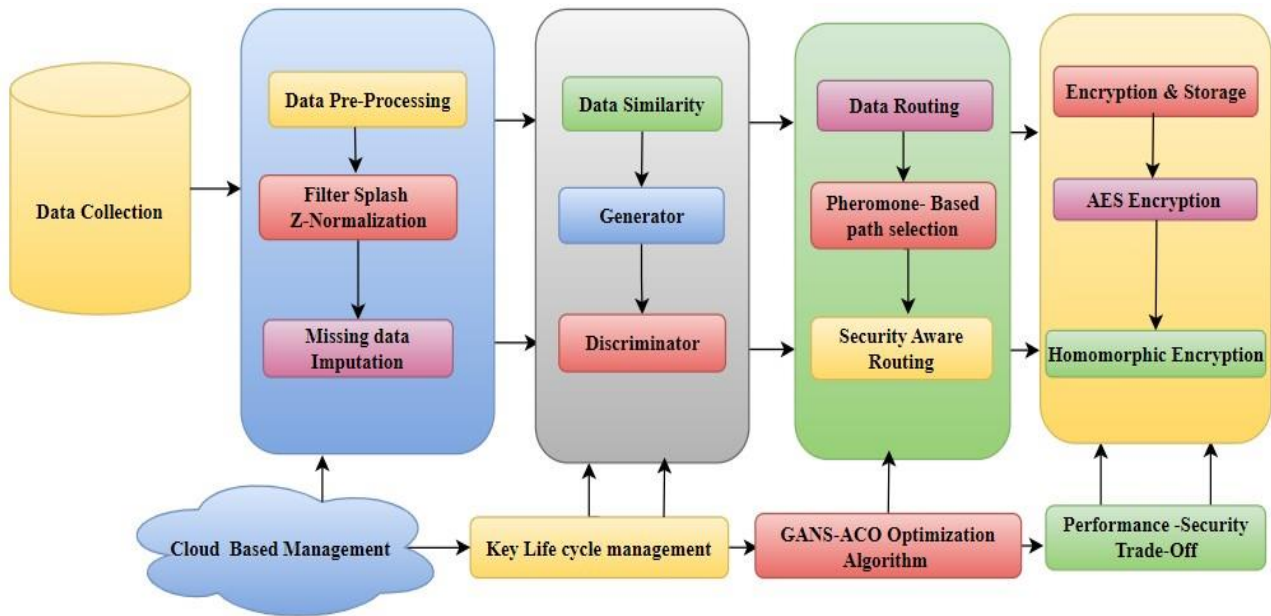 Data Collection
Data Pre-Processing
Filter Splash
Z-Normalization
Missing data
Imputation
Data Similarity
Generator
Discriminator
Data Routing
Pheromone- Based
path selection
Security Aware
Routing
Encryption & Storage
AES Encryption
Homomorphic Encryption
Cloud Based Management
Key Life cycle management
GANS-ACO Optimization
Algorithm
Performance -Security
Trade-Off